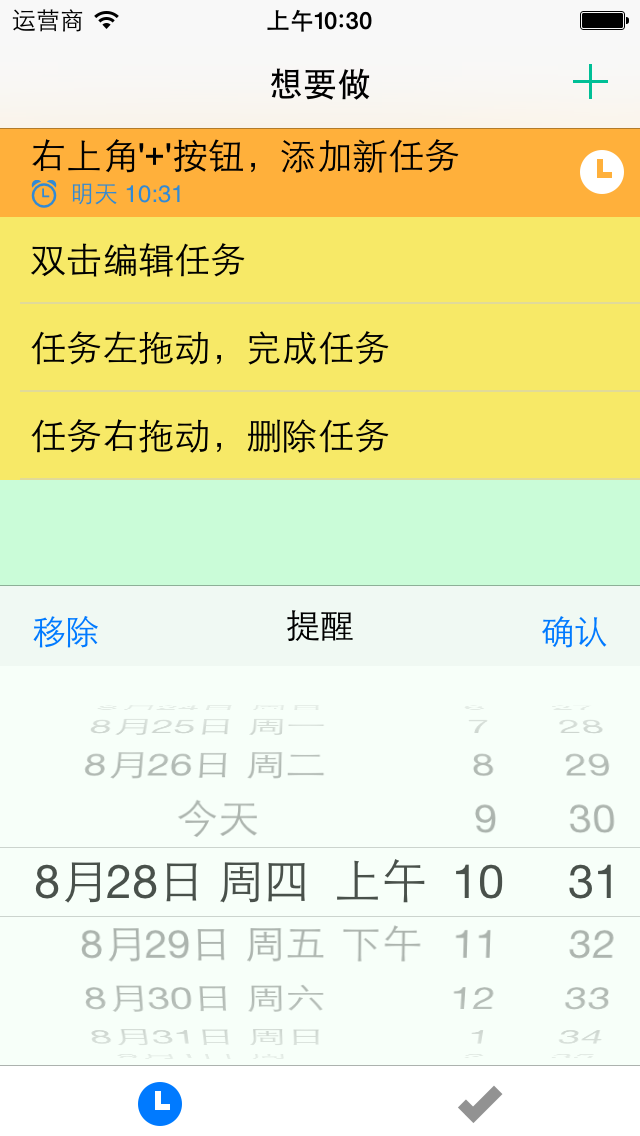 运营商 上午10:30
想要做
右上角'+'按钮，添加新任务
明天 10:31
双击编辑任务
任务左拖动，完成任务
任务右拖动，删除任务
移除 提醒 确认
8月25日 周一 7 28
8月26日 周二 8 29
今天 9 30
8月28日 周四 上午 10 31
8月29日 周五 下午 11 32
8月30日 周六 12 33
8月31日 周日 1 34